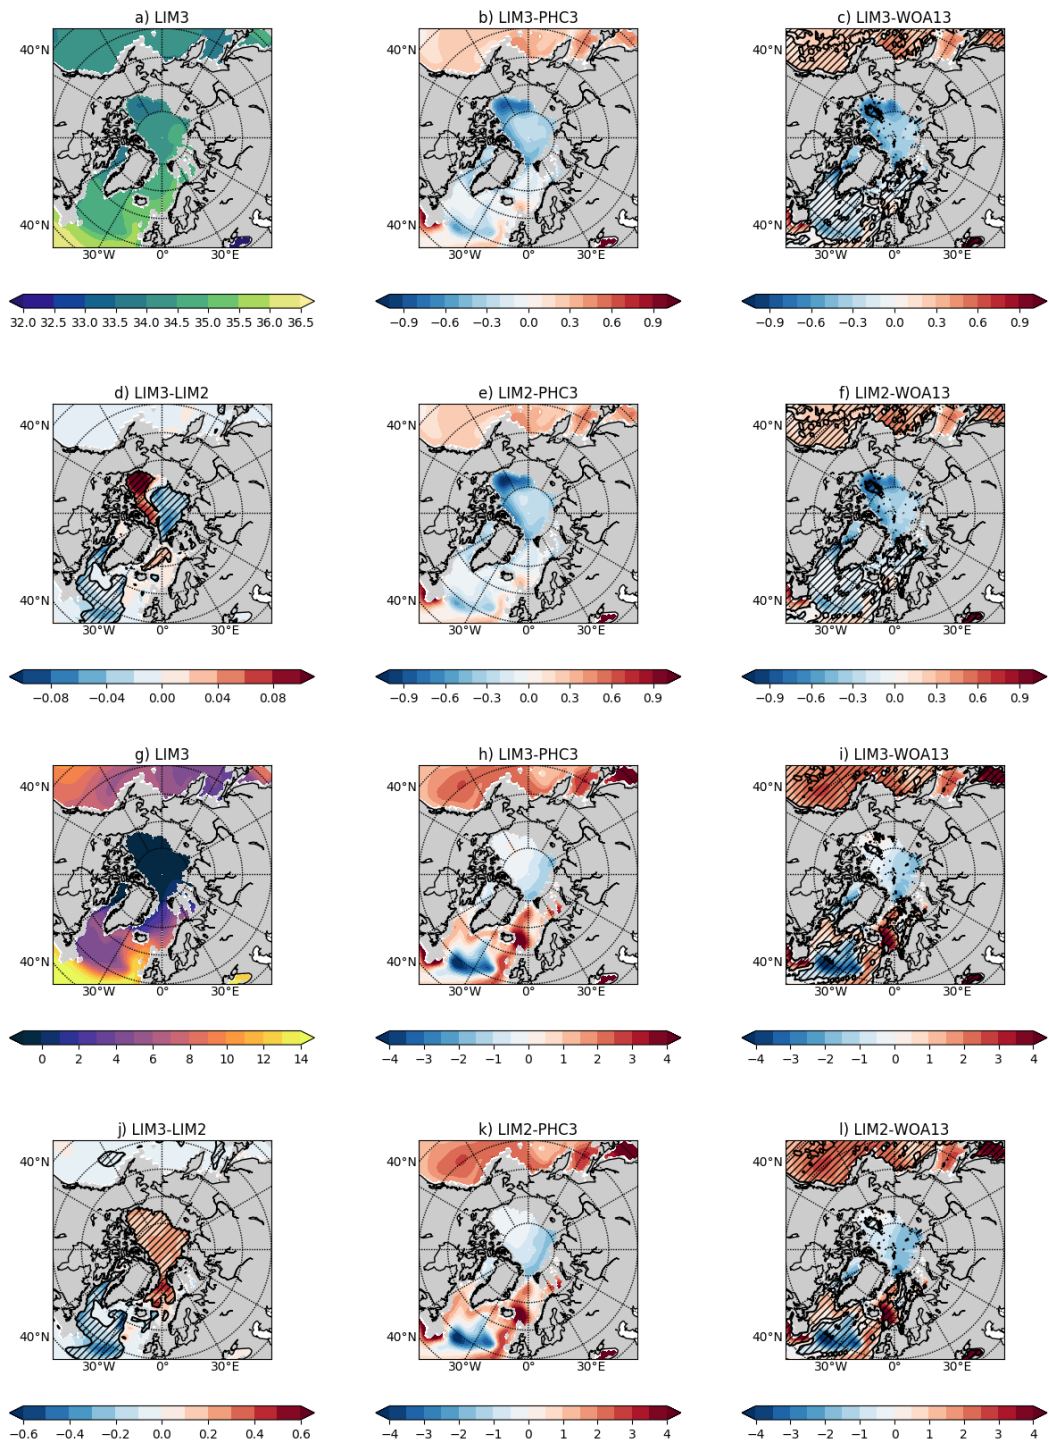 a) LIM3
b) LIM3-PHC3
c) LIM3-WOA13
40°N
40°N
40°N
40°N
40°N
40°N
30°W 0° 30°E
30°W 0° 30°E
30°W 0° 30°E
32.0 32.5 33.0 33.5 34.0 34.5 35.0 35.5 36.0 36.5
−0.9 −0.6 −0.3 0.0 0.3 0.6 0.9
−0.9 −0.6 −0.3 0.0 0.3 0.6 0.9
d) LIM3-LIM2
e) LIM2-PHC3
f) LIM2-WOA13
40°N
40°N
40°N
40°N
40°N
40°N
30°W 0° 30°E
30°W 0° 30°E
30°W 0° 30°E
−0.08 −0.04 0.00 0.04 0.08
−0.9 −0.6 −0.3 0.0 0.3 0.6 0.9
−0.9 −0.6 −0.3 0.0 0.3 0.6 0.9
g) LIM3
h) LIM3-PHC3
i) LIM3-WOA13
40°N
40°N
40°N
40°N
40°N
40°N
30°W 0° 30°E
30°W 0° 30°E
30°W 0° 30°E
0 2 4 6 8 10 12 14
−4 −3 −2 −1 0 1 2 3 4
−4 −3 −2 −1 0 1 2 3 4
j) LIM3-LIM2
k) LIM2-PHC3
l) LIM2-WOA13
40°N
40°N
40°N
40°N
40°N
40°N
30°W 0° 30°E
30°W 0° 30°E
30°W 0° 30°E
−0.6 −0.4 −0.2 0.0 0.2 0.4 0.6
−4 −3 −2 −1 0 1 2 3 4
−4 −3 −2 −1 0 1 2 3 4